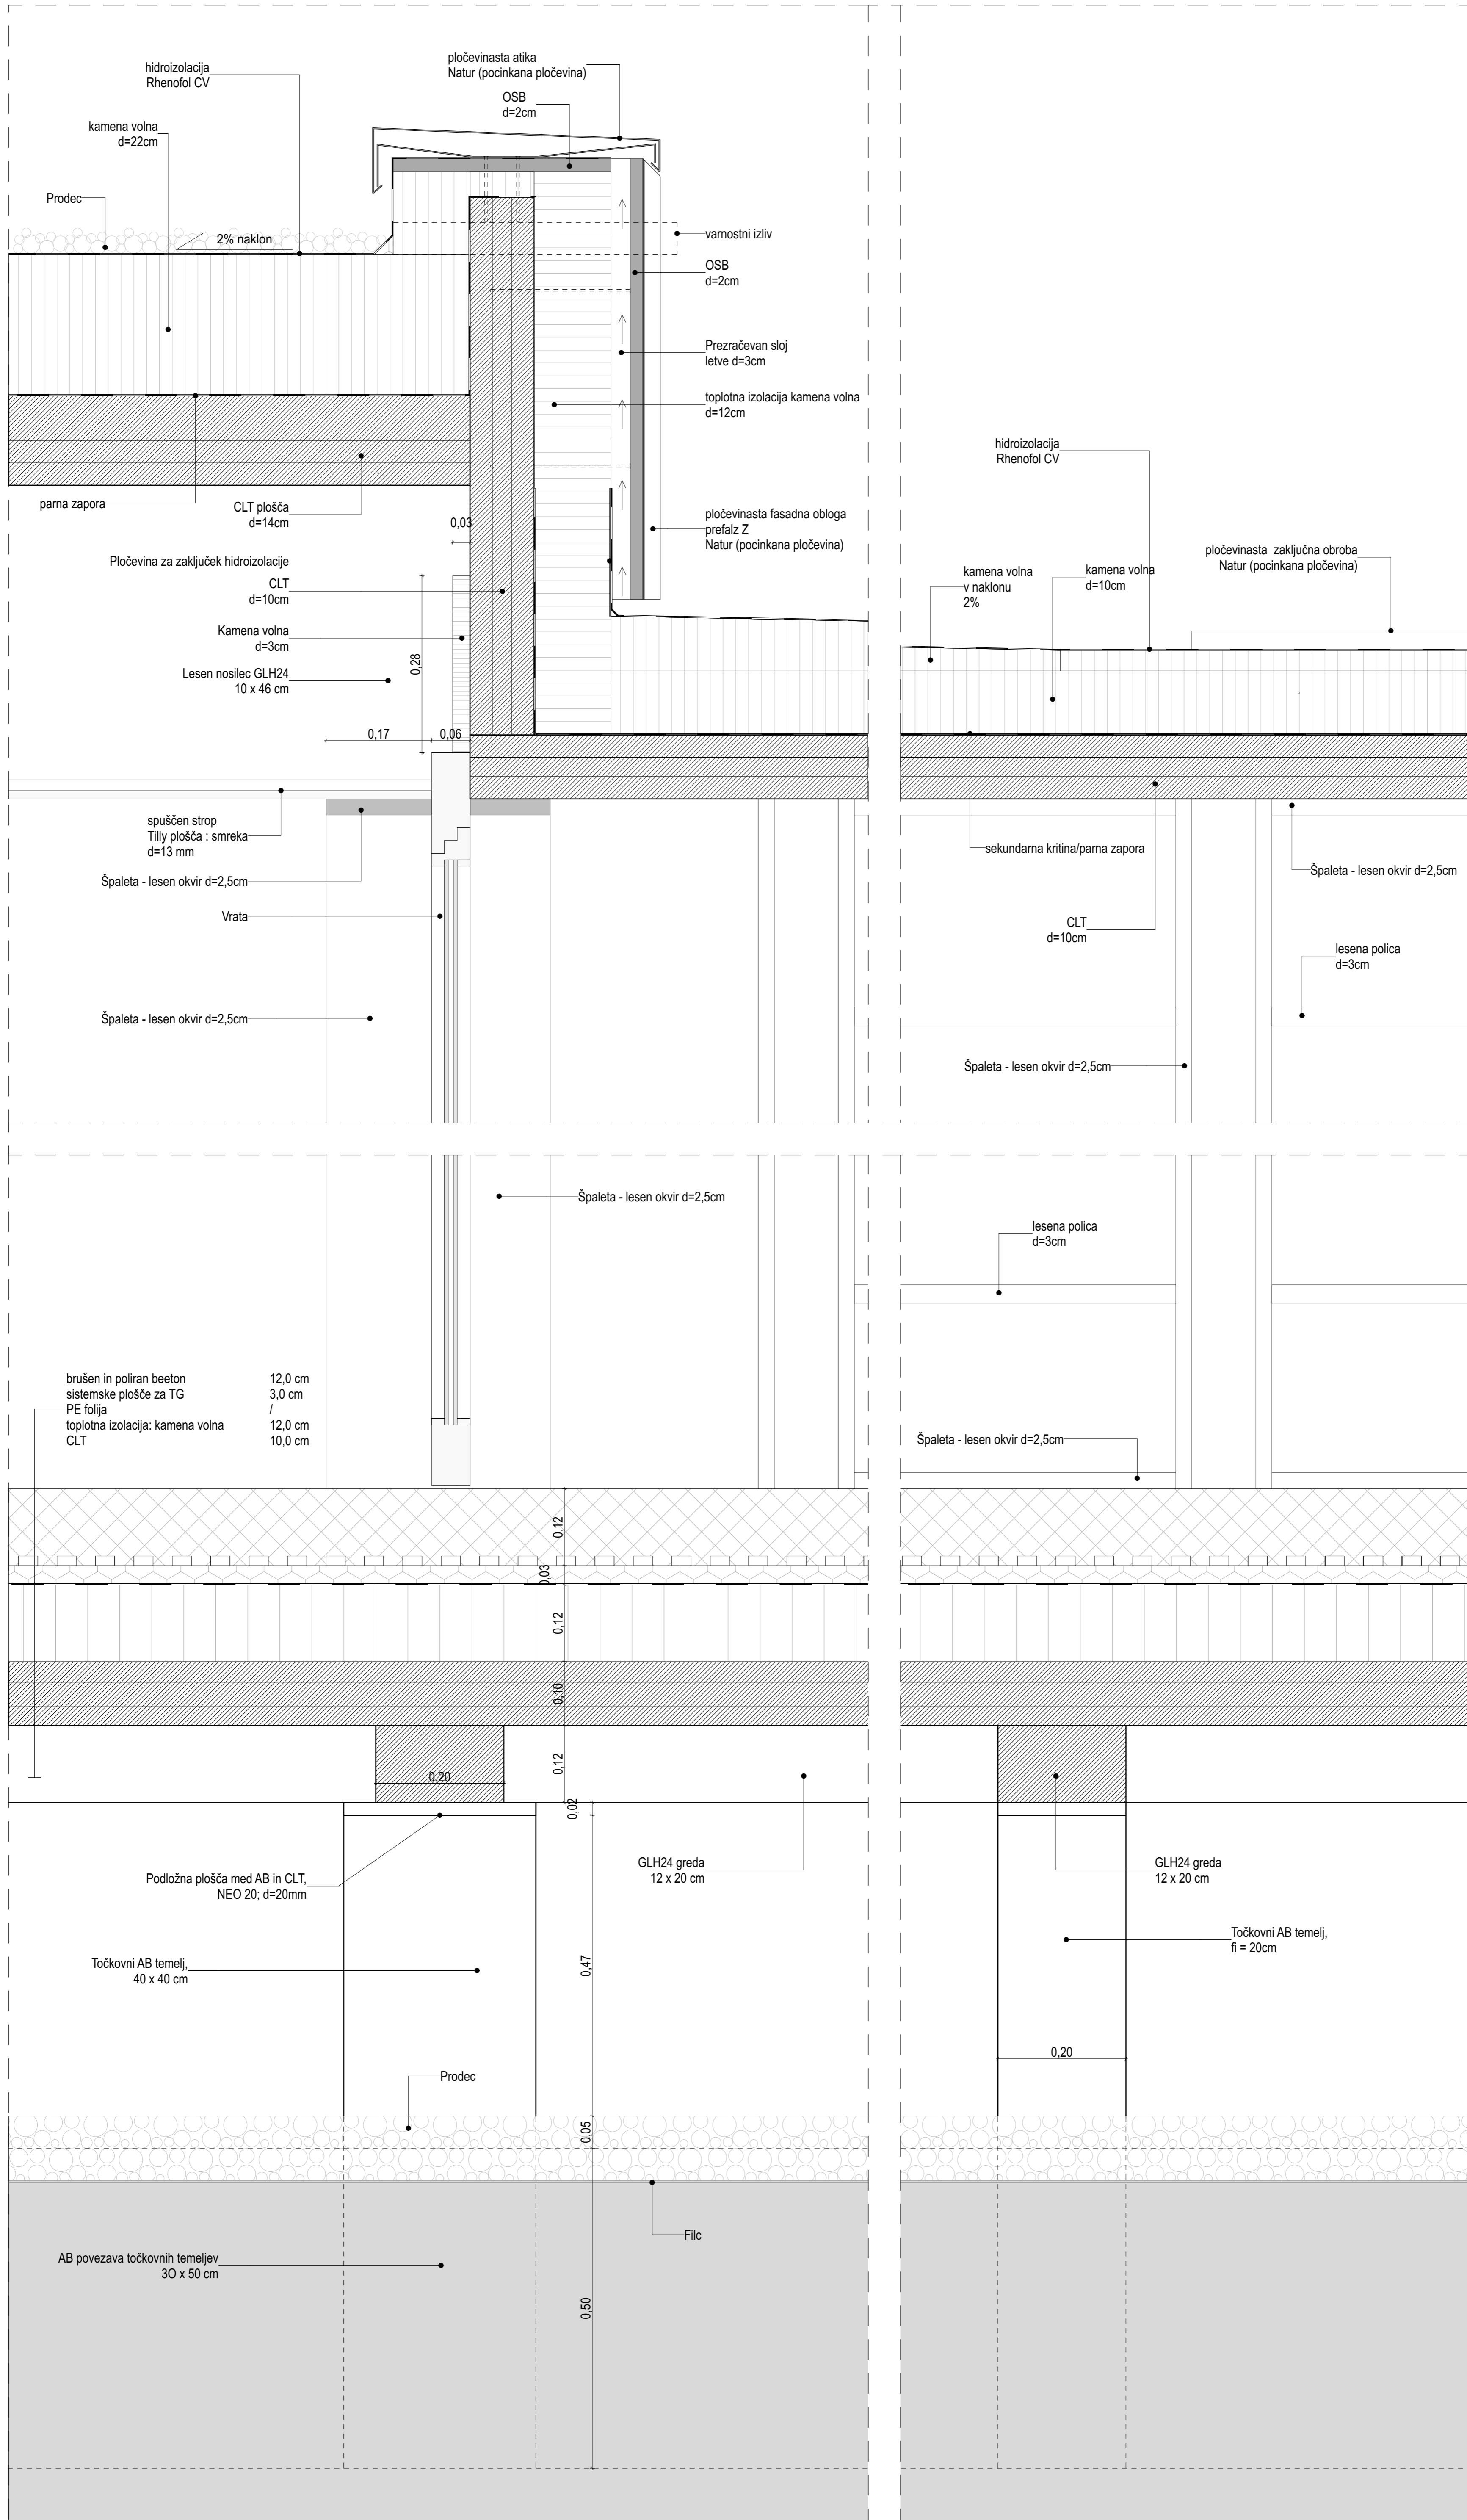 pločevinasta atika
Natur (pocinkana pločevina)
hidroizolacija
Rhenofol CV
OSB
d=2cm
kamena volna
d=22cm
Prodec
2% naklon
varnostni izliv
OSB
d=2cm
Prezračevan sloj
letve d=3cm
toplotna izolacija kamena volna
d=12cm
hidroizolacija
Rhenofol CV
parna zapora
CLT plošča
d=14cm
0,03
pločevinasta fasadna obloga
prefalz Z
Natur (pocinkana pločevina)
Pločevina za zaključek hidroizolacije
pločevinasta  zaključna obroba
Natur (pocinkana pločevina)
kamena volna
v naklonu
2%
kamena volna
d=10cm
CLT
d=10cm
Kamena volna
d=3cm
0,28
Lesen nosilec GLH24
10 x 46 cm
0,17
0,06
spuščen strop
Tilly plošča : smreka
d=13 mm
sekundarna kritina/parna zapora
Špaleta - lesen okvir d=2,5cm
Špaleta - lesen okvir d=2,5cm
Vrata
CLT
d=10cm
lesena polica
d=3cm
Špaleta - lesen okvir d=2,5cm
Špaleta - lesen okvir d=2,5cm
Špaleta - lesen okvir d=2,5cm
lesena polica
d=3cm
brušen in poliran beeton 12,0 cm
sistemske plošče za TG 3,0 cm
PE folija /
toplotna izolacija: kamena volna 12,0 cm
CLT 10,0 cm
Špaleta - lesen okvir d=2,5cm
0,12
0,03
0,12
0,10
0,12
0,20
0,02
Podložna plošča med AB in CLT,
NEO 20; d=20mm
GLH24 greda
12 x 20 cm
GLH24 greda
12 x 20 cm
Točkovni AB temelj,
40 x 40 cm
0,47
Točkovni AB temelj,
fi = 20cm
0,20
Prodec
0,05
Filc
AB povezava točkovnih temeljev
3O x 50 cm
0,50